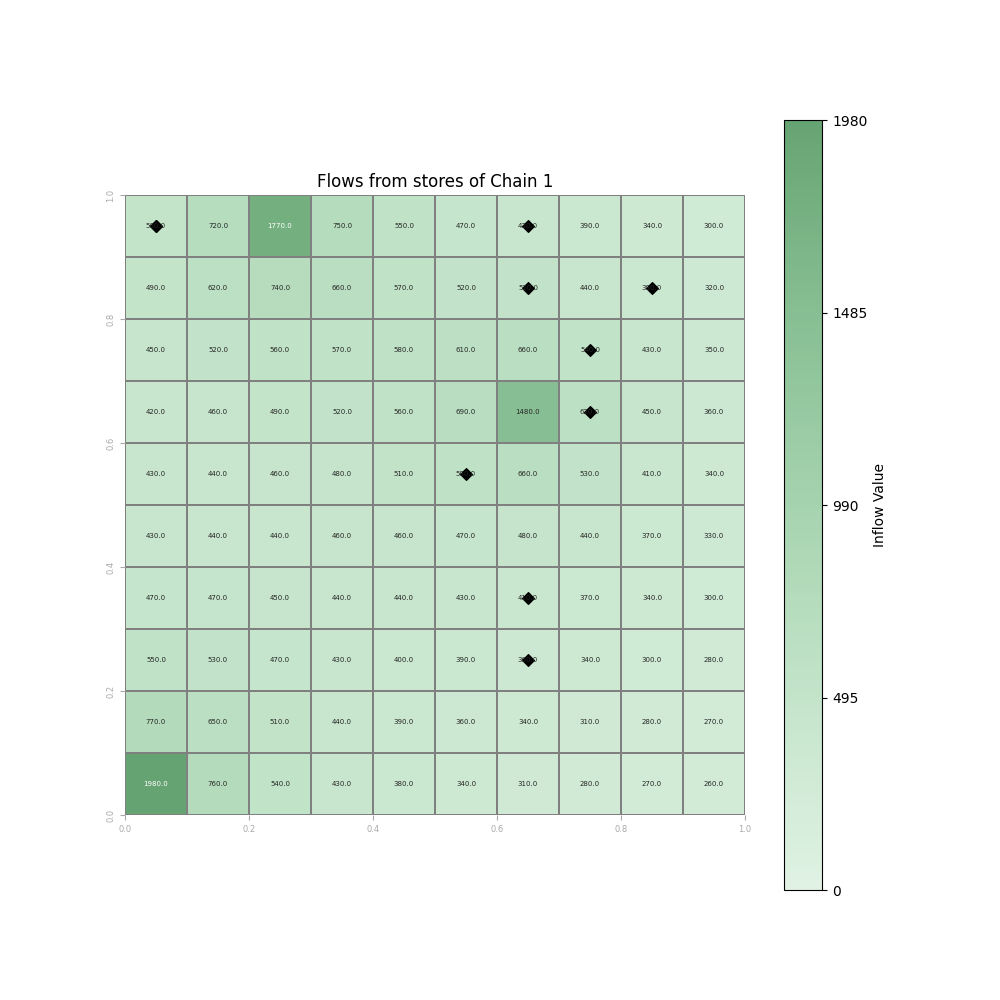 Flows from stores of Chain 1
1.0
720.0 1770.0 750.0 550.0 470.0 390.0 340.0 300.0
490.0 620.0 740.0 660.0 570.0 520.0 440.0 320.0
0.8
450.0 520.0 560.0 570.0 580.0 610.0 660.0 430.0 350.0
420.0 460.0 490.0 520.0 560.0 690.0 1480.0 450.0 360.0
0.6
430.0 440.0 460.0 480.0 510.0 660.0 530.0 410.0 340.0
430.0 440.0 440.0 460.0 460.0 470.0 480.0 440.0 370.0 330.0
0.4
470.0 470.0 450.0 440.0 440.0 430.0 370.0 340.0 300.0
550.0 530.0 470.0 430.0 400.0 390.0 340.0 300.0 280.0
0.2
770.0 650.0 510.0 440.0 390.0 360.0 340.0 310.0 280.0 270.0
1980.0 760.0 540.0 430.0 380.0 340.0 310.0 280.0 270.0 260.0
0.0
0.0 0.2 0.4 0.6 0.8 1.0
1980
1485
990
495
0
Inflow Value